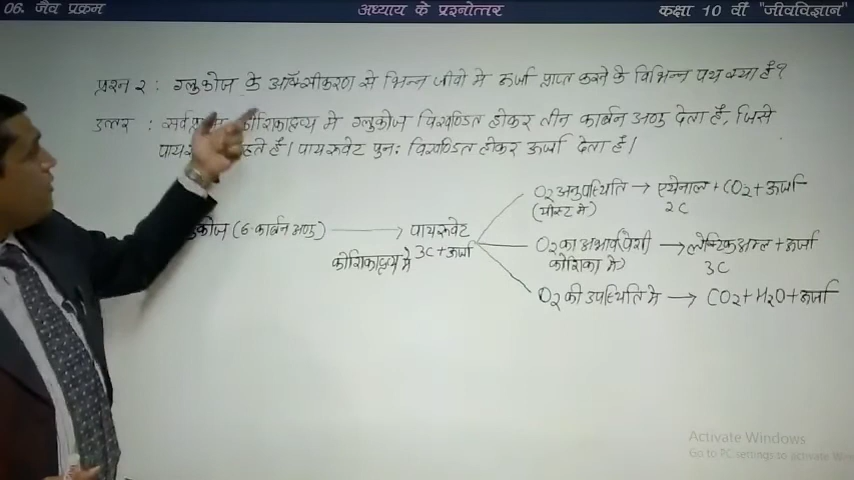 06. जैव प्रक्रम
अध्याय के प्रश्नोत्तर
कक्षा 10 वीं "जीवविज्ञान"
प्रश्न २ : ग्लुकोज के ऑक्सीकरण से भिन्न जीवो मे ऊर्जा प्राप्त करने के विभिन्न पथ क्या हैं?
उत्तर : कोशिकाद्रव्य मे ग्लुकोज विखण्डित होकर तीन कार्बन अणु देता हैं, जिसे
हैं। पायरुवेट पुनः विखण्डित होकर ऊर्जा देता हैं।
(6 कार्बन अणु) → पायरुवेट
कोशिकाद्रव्य मे 3C + ऊर्जा
O2 अनुपस्थिति → एथेनाल + CO2 + ऊर्जा
(यीस्ट मे) 2C
O2 का अभाव (पेशी → लेक्टिक अम्ल + ऊर्जा
कोशिका मे) 3C
O2 की उपस्थिति मे → CO2 + H2O + ऊर्जा
Activate Windows
Go to PC settings to activate